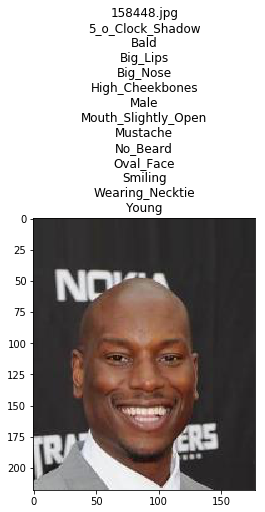 158448.jpg
5_o_Clock_Shadow
Bald
Big_Lips
Big_Nose
High_Cheekbones
Male
Mouth_Slightly_Open
Mustache
No_Beard
Oval_Face
Smiling
Wearing_Necktie
Young
0
25
50
75
100
125
150
175
200
NOKIA
0
50
100
150